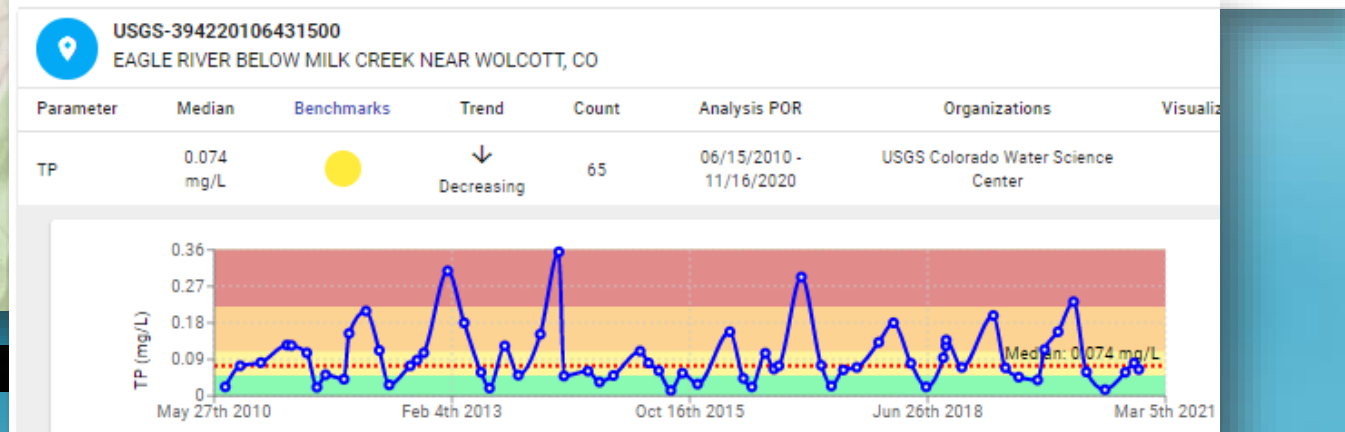 USGS-394220106431500
EAGLE RIVER BELOW MILK CREEK NEAR WOLCOTT, CO
Parameter Median Benchmarks Trend Count Analysis POR Organizations Visualiz
TP 0.074 mg/L Decreasing 65 06/15/2010 - 11/16/2020 USGS Colorado Water Science Center
0.36
0.27
0.18
0.09
0
TP (mg/L)
Median: 0.074 mg/L
May 27th 2010 Feb 4th 2013 Oct 16th 2015 Jun 26th 2018 Mar 5th 2021